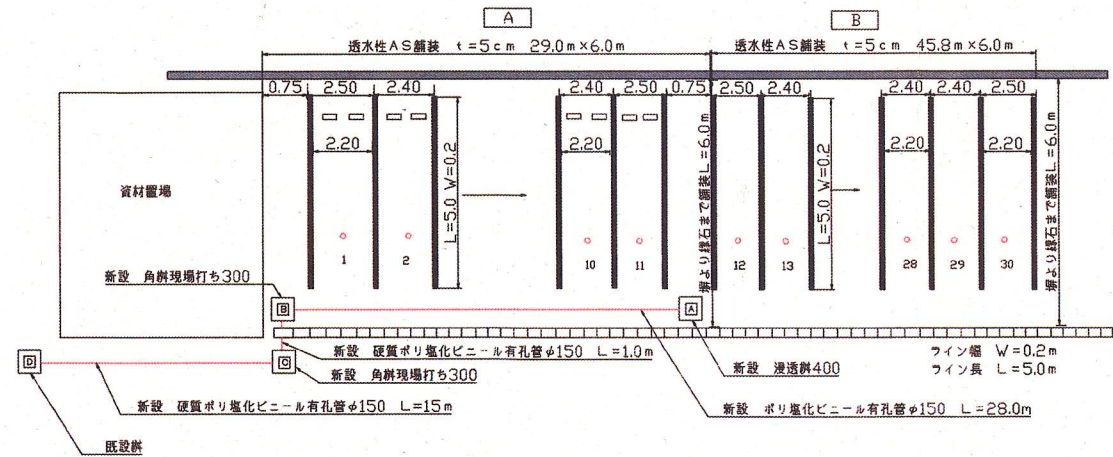 A
B
透水性AS舗装 t=5cm 29.0m×6.0m
透水性AS舗装 t=5cm 45.8m×6.0m
0.75 2.50 2.40 2.40 2.50 0.75 2.50 2.40 2.40 2.40 2.50
2.20 2.20 2.20 2.20
L=5.0 W=0.2
塀より縁石まで舗装L=6.0m
L=5.0 W=0.2
塀より縁石まで舗装L=6.0m
資材置場
1 2 10 11 12 13 28 29 30
新設 角桝現場打ち300
B
A
新設 硬質ポリ塩化ビニール有孔管φ150 L=1.0m
ライン幅 W=0.2m
ライン長 L=5.0m
D
C
新設 角桝現場打ち300
新設 浸透桝400
新設 硬質ポリ塩化ビニール有孔管φ150 L=15m
新設 ポリ塩化ビニール有孔管φ150 L=28.0m
既設桝